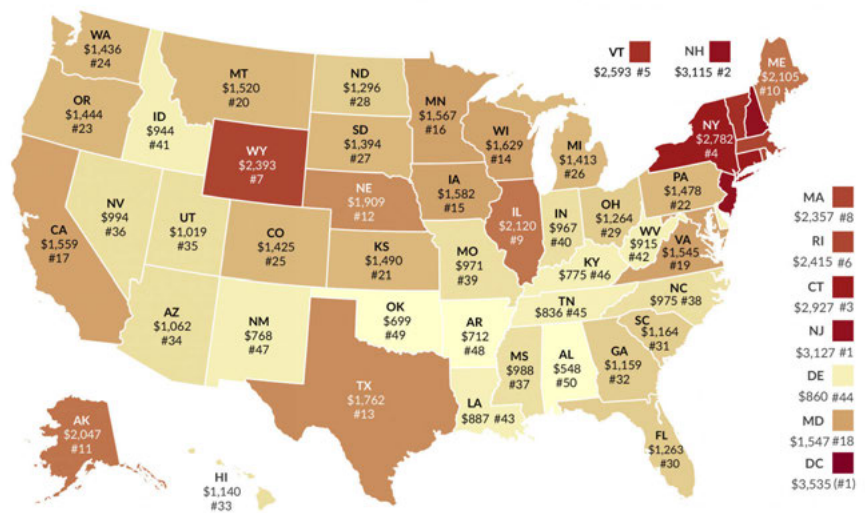 WA
$1,436
#24
MT
$1,520
#20
ND
$1,296
#28
MN
$1,567
#16
VT
$2,593 #5
NH
$3,115 #2
ME
$2,105
#10
OR
$1,444
#23
ID
$944
#41
WY
$2,393
#7
SD
$1,394
#27
WI
$1,629
#14
MI
$1,413
#26
NY
$2,782
#4
NV
$994
#36
UT
$1,019
#35
NE
$1,909
#12
IA
$1,582
#15
IL
$2,120
#9
IN
$967
#40
OH
$1,264
#29
PA
$1,478
#22
MA
$2,357 #8
CA
$1,559
#17
CO
$1,425
#25
KS
$1,490
#21
MO
$971
#39
KY
$775 #46
WV
$915
#42
VA
$1,545
#19
RI
$2,415 #6
CT
$2,927 #3
AZ
$1,062
#34
NM
$768
#47
OK
$699
#49
AR
$712
#48
TN
$836 #45
NC
$975 #38
SC
$1,164
#31
NJ
$3,127 #1
TX
$1,762
#13
LA
$887 #43
MS
$988
#37
AL
$548
#50
GA
$1,159
#32
DE
$860 #44
AK
$2,047
#11
HI
$1,140
#33
FL
$1,263
#30
MD
$1,547 #18
DC
$3,535 (#1)